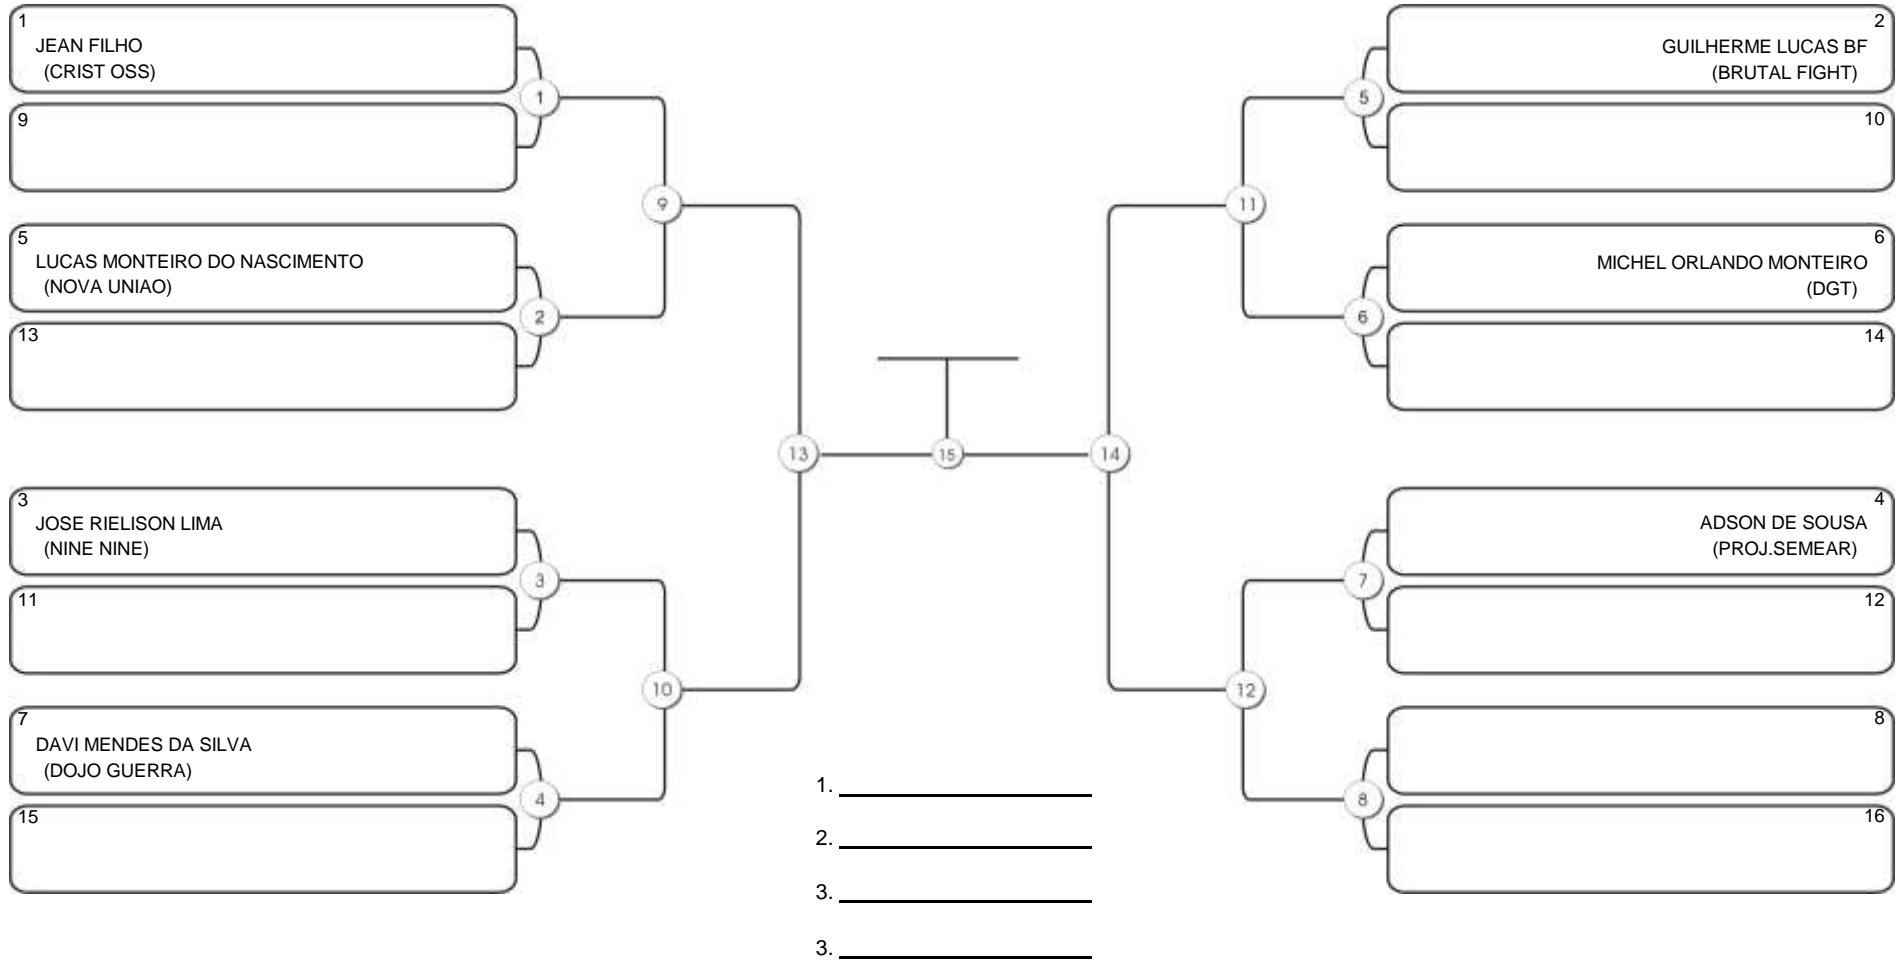 1
JEAN FILHO
(CRIST OSS)
9
5
LUCAS MONTEIRO DO NASCIMENTO
(NOVA UNIAO)
13
3
JOSE RIELISON LIMA
(NINE NINE)
11
7
DAVI MENDES DA SILVA
(DOJO GUERRA)
15
1
2
3
4
9
10
13
15
14
11
12
5
6
7
8
2
GUILHERME LUCAS BF
(BRUTAL FIGHT)
10
6
MICHEL ORLANDO MONTEIRO
(DGT)
14
4
ADSON DE SOUSA
(PROJ.SEMEAR)
12
8
16
1.
2.
3.
3.